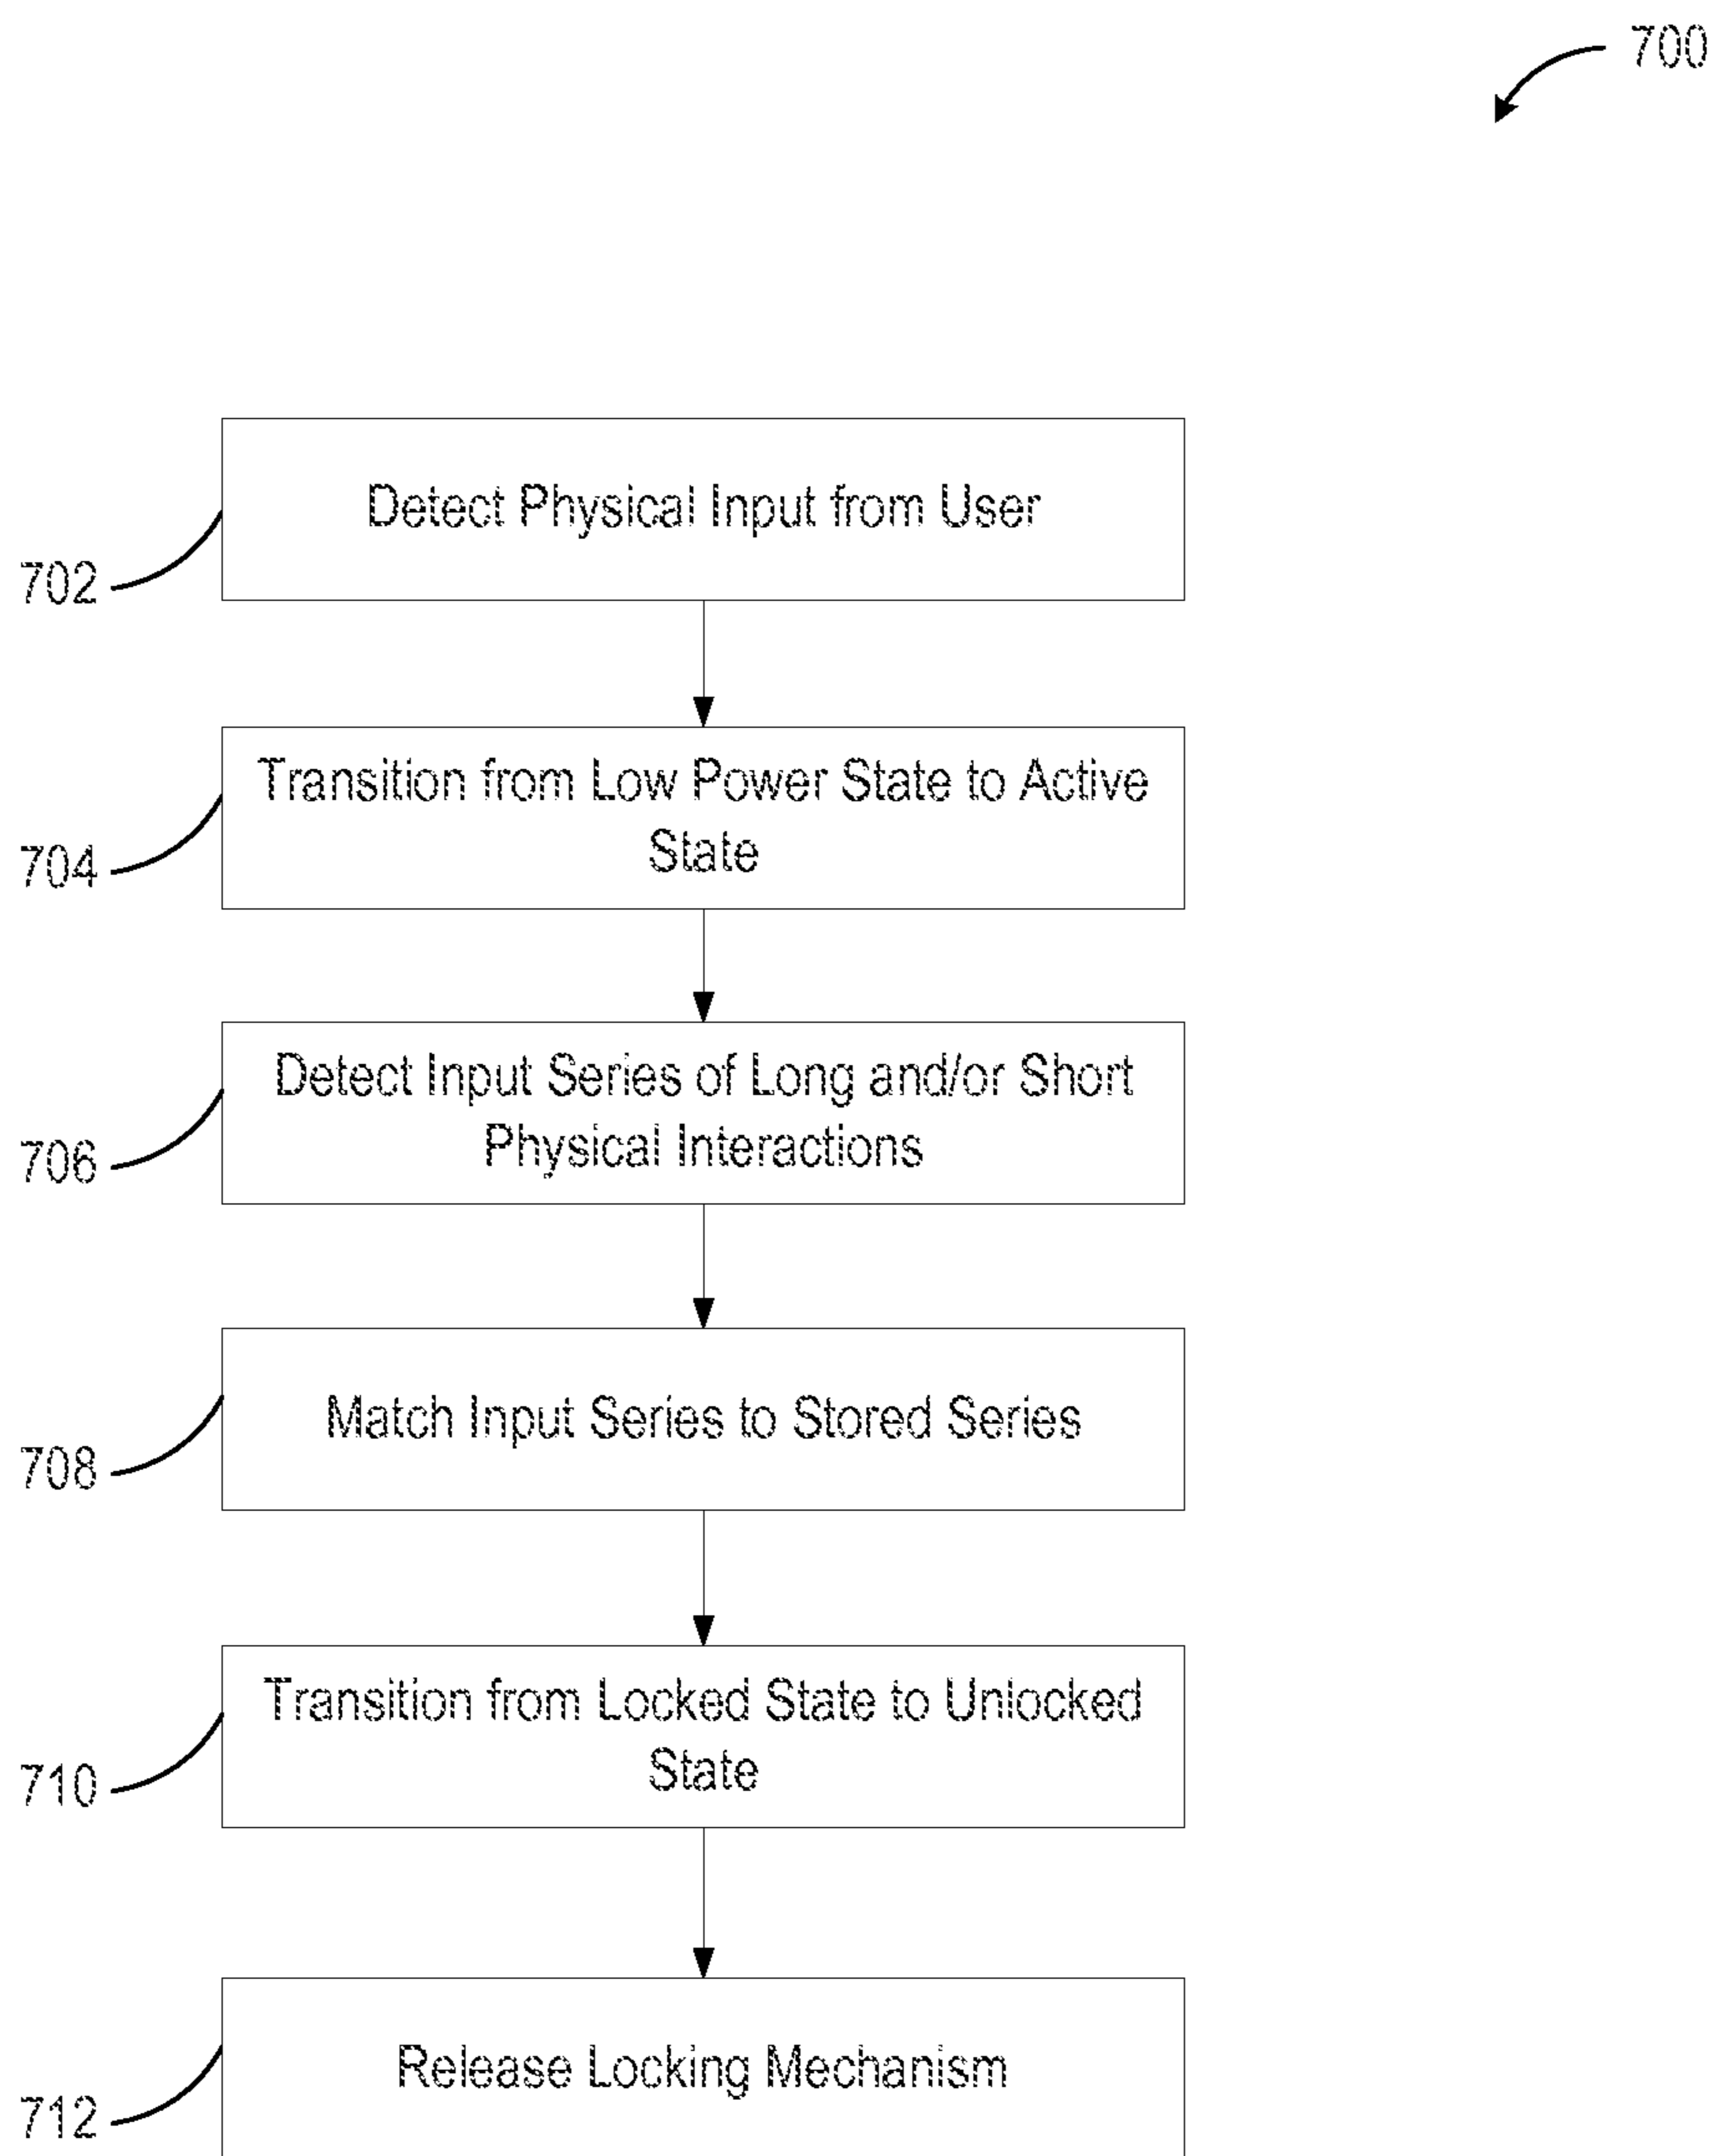 700
Detect Physical Input from User
702
Transition from Low Power State to Active
State
704
Detect Input Series of Long and/or Short
Physical Interactions
706
Match Input Series to Stored Series
708
Transition from Locked State to Unlocked
State
710
Release Locking Mechanism
712